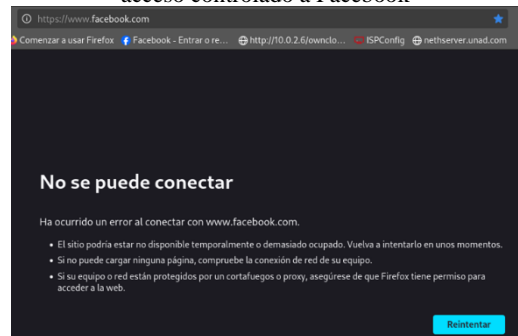 acceso controlado a Facebook"
https://www.facebook.com
Comenzar a usar Firefox Facebook - Entrar o re... http://10.0.2.6/ownclo... ISPConfig nethserver.unad.com
No se puede conectar
Ha ocurrido un error al conectar con www.facebook.com.
• El sitio podría estar no disponible temporalmente o demasiado ocupado. Vuelva a intentarlo en unos momentos.
• Si no puede cargar ninguna página, compruebe la conexión de red de su equipo.
• Si su equipo o red están protegidos por un cortafuegos o proxy, asegúrese de que Firefox tiene permiso para
acceder a la web.
Reintentar